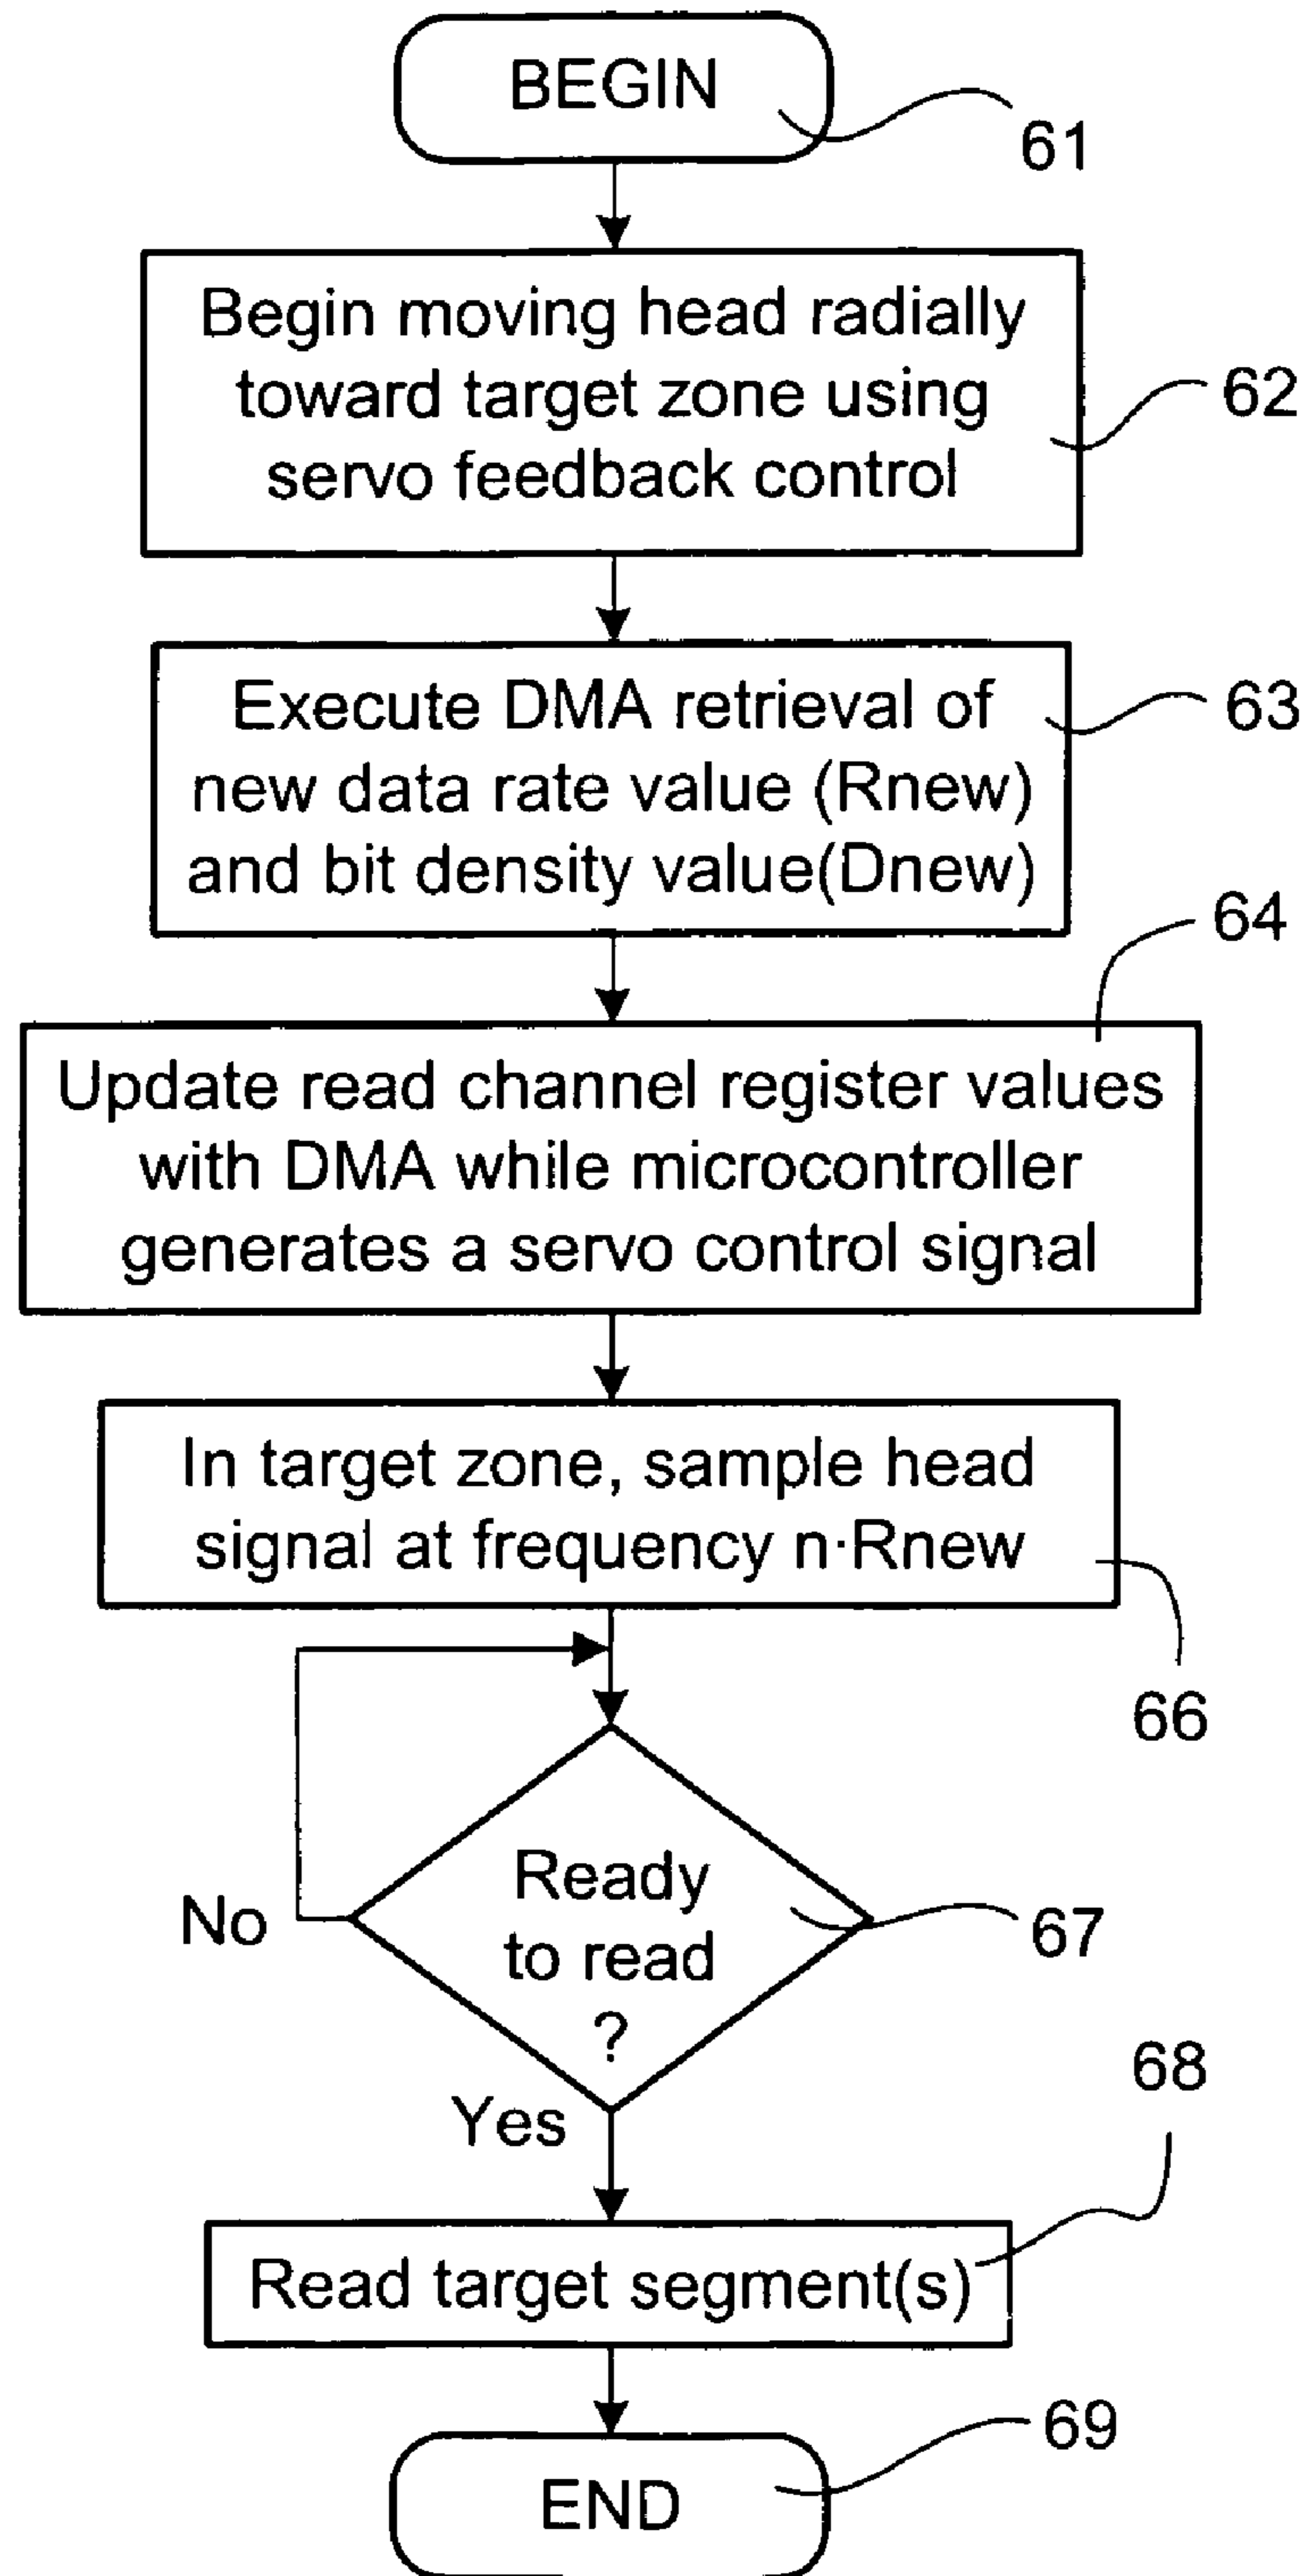 BEGIN
61
Begin moving head radially
toward target zone using
servo feedback control
62
Execute DMA retrieval of
new data rate value (Rnew)
and bit density value(Dnew)
63
64
Update read channel register values
with DMA while microcontroller
generates a servo control signal
In target zone, sample head
signal at frequency n·Rnew
66
Ready
to read
?
67
No
Yes
68
Read target segment(s)
69
END